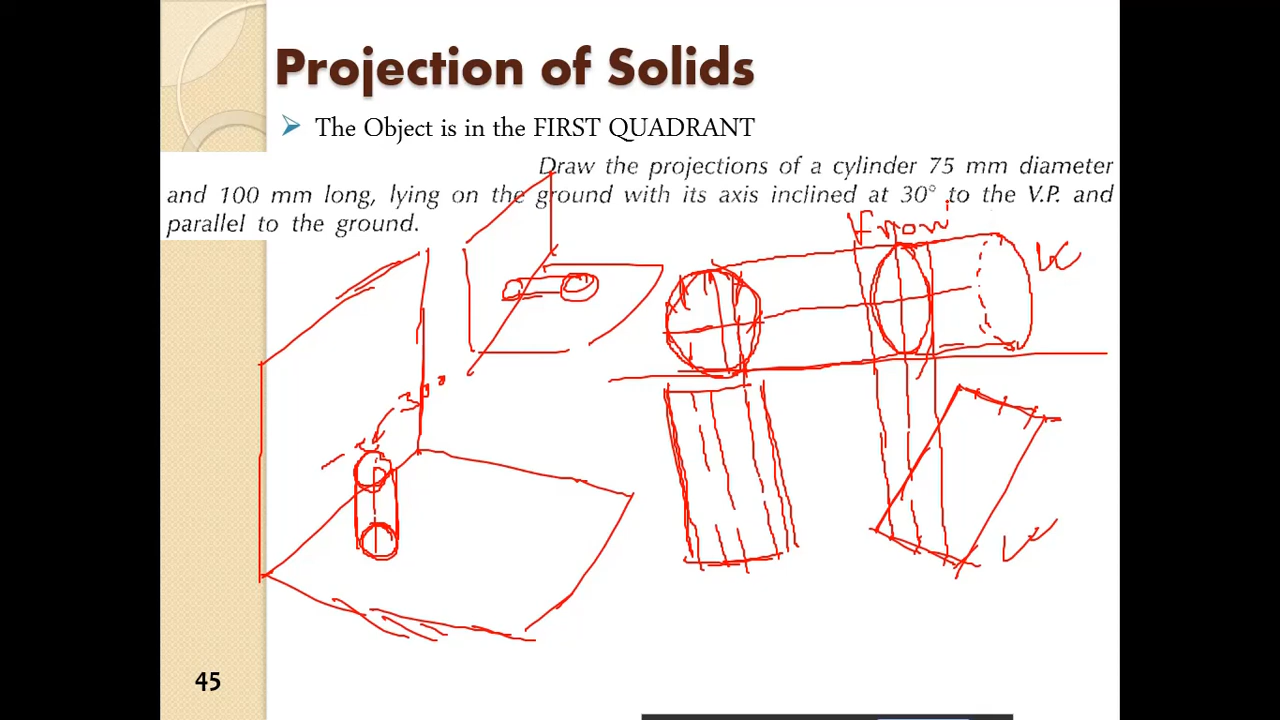 Projection of Solids
The Object is in the FIRST QUADRANT
Draw the projections of a cylinder 75 mm diameter
and 100 mm long, lying on the ground with its axis inclined at 30° to the V.P. and
parallel to the ground.
30°
45